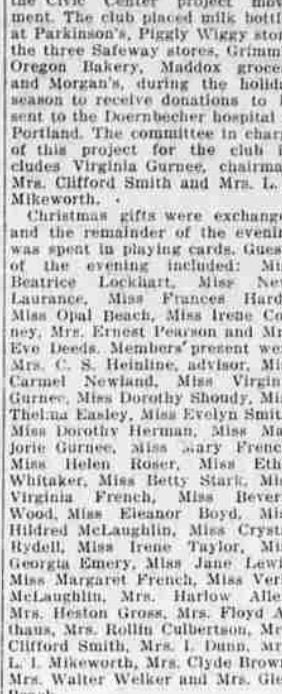 the Civic Center project mov
ment. The club placed milk bottl
at Parkinson's, Piggly Wiggy stor
the three Safeway stores, Grimm
Oregon Bakery, Maddox groce
and Morgan's, during the holida
season to receive donations to b
sent to the Doernbecher hospital
Portland. The committee in char
of this project for the club i
cludes Virginia Gurnee, chairma
Mrs. Clifford Smith and Mrs. L.
Mikeworth.
Christmas gifts were exchange
and the remainder of the evenin
was spent in playing cards. Gues
of the evening included: Mi
Beatrice Lockhart, Miss Ne
Laurance, Miss Frances Hard
Miss Opal Beach, Miss Irene Co
ney, Mrs. Ernest Pearson and Mr
Eve Deeds. Members present we
Mrs. C. S. Heinline, advisor, Mi
Carmel Newland, Miss Virgin
Gurnee, Miss Dorothy Shoudy, Mi
Thelma Easley, Miss Evelyn Smit
Miss Dorothy Herman, Miss Ma
jorie Gurnee, Miss Mary Frenc
Miss Helen Roser, Miss Eth
Whitaker, Miss Betty Stark, Mi
Virginia French, Miss Bever
Wood, Miss Eleanor Boyd, Mi
Hildred McLaughlin, Miss Cryst
Rydell, Miss Irene Taylor, Mi
Georgia Emery, Miss Jane Lewi
Miss Margaret French, Miss Ver
McLaughlin, Mrs. Harlow Alle
Mrs. Heston Gross, Mrs. Floyd A
thaus, Mrs. Rollin Culbertson, Mr
Clifford Smith, Mrs. I. Dunn, Mr
L. I. Mikeworth, Mrs. Clyde Brow
Mrs. Walter Welker and Mrs. Gle